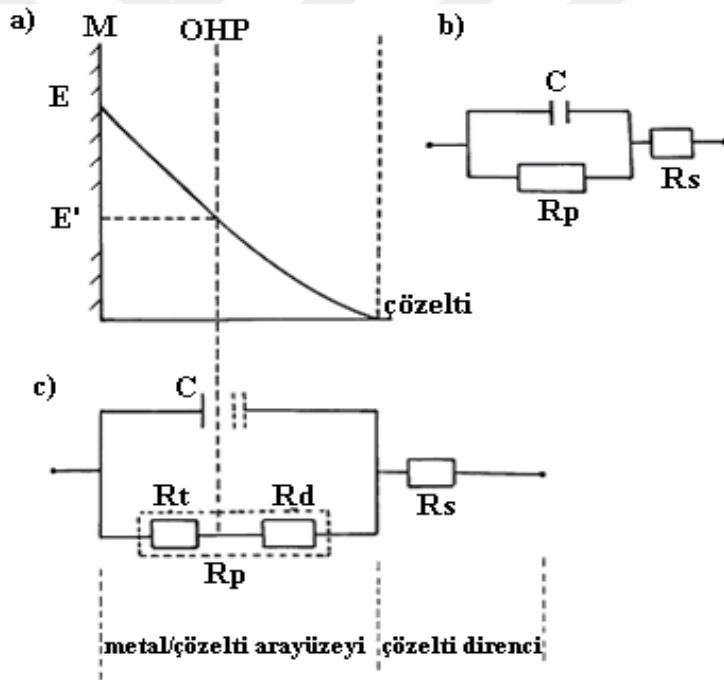 a) M OHP b)
E C
E' Rp Rs
çözelti
c) C
Rt Rd Rs
Rp
metal/çözelti arayüzeyi çözelti direnci